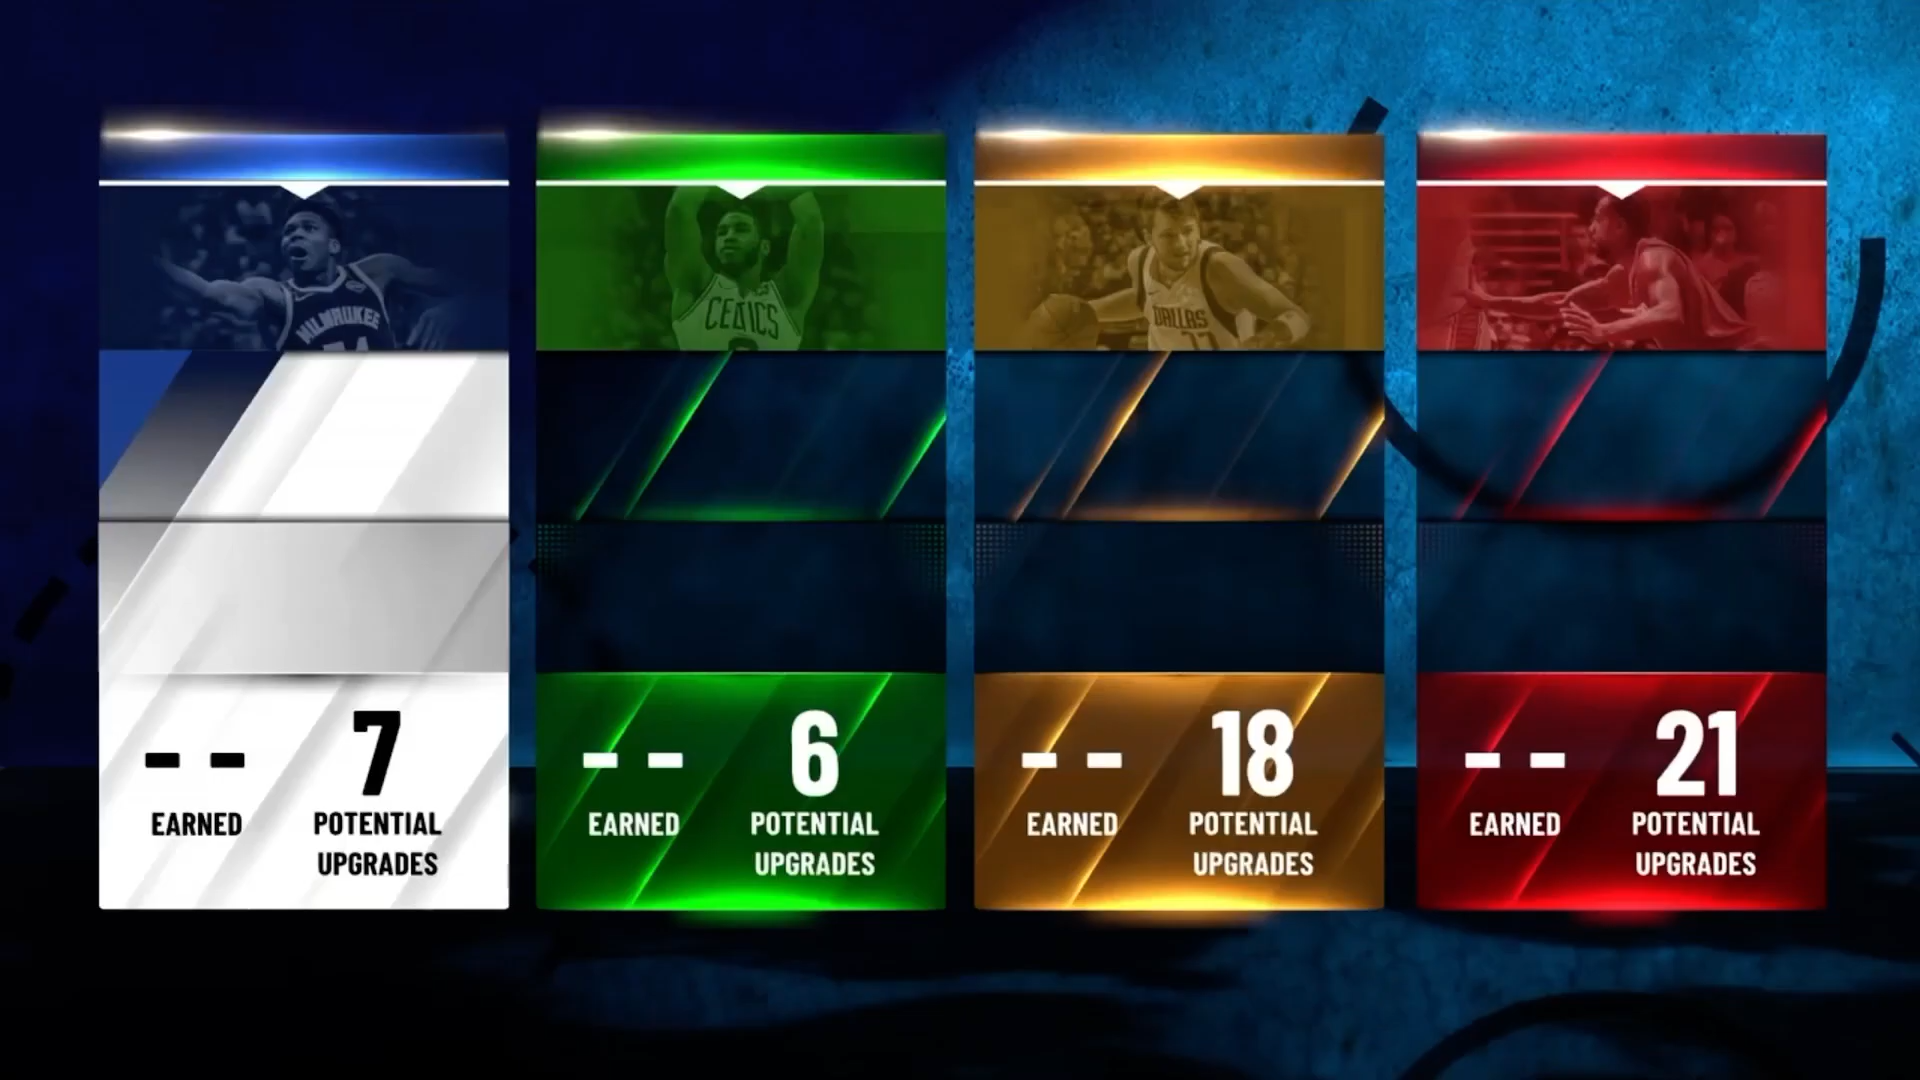 MILWAUKEE
CELTICS
DALLAS
- - 7
EARNED POTENTIAL
UPGRADES
- - 6
EARNED POTENTIAL
UPGRADES
- - 18
EARNED POTENTIAL
UPGRADES
- - 21
EARNED POTENTIAL
UPGRADES